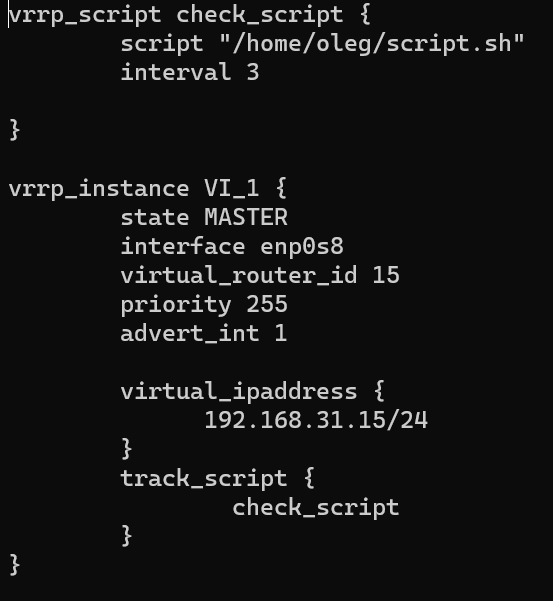 vrrp_script check_script {
        script "/home/oleg/script.sh"
        interval 3
}
vrrp_instance VI_1 {
        state MASTER
        interface enp0s8
        virtual_router_id 15
        priority 255
        advert_int 1
        virtual_ipaddress {
              192.168.31.15/24
        }
        track_script {
                check_script
        }
}